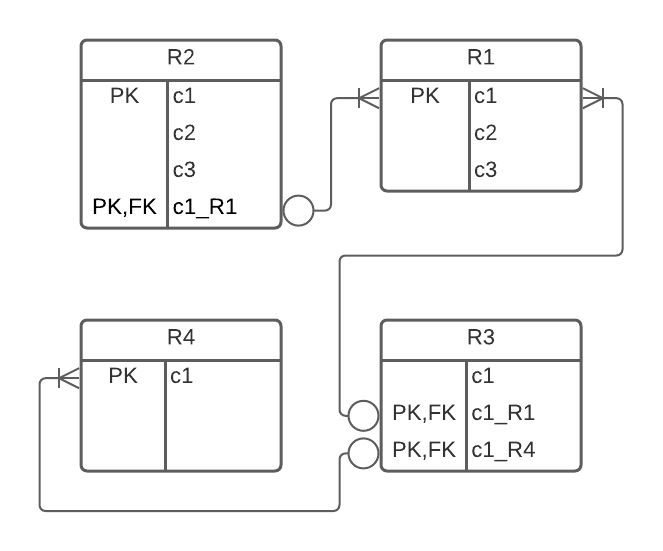 R2
PK c1
c2
c3
PK,FK c1_R1
R1
PK c1
c2
c3
R4
PK c1
R3
c1
PK,FK c1_R1
PK,FK c1_R4